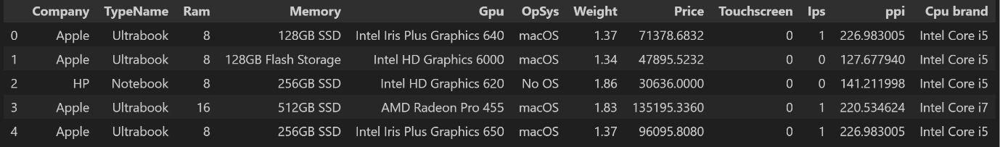 Company TypeName Ram Memory Gpu OpSys Weight Price Touchscreen Ips ppi Cpu brand
0 Apple Ultrabook 8 128GB SSD Intel Iris Plus Graphics 640 macOS 1.37 71378.6832 0 1 226.983005 Intel Core i5
1 Apple Ultrabook 8 128GB Flash Storage Intel HD Graphics 6000 macOS 1.34 47895.5232 0 0 127.677940 Intel Core i5
2 HP Notebook 8 256GB SSD Intel HD Graphics 620 No OS 1.86 30636.0000 0 0 141.211998 Intel Core i5
3 Apple Ultrabook 16 512GB SSD AMD Radeon Pro 455 macOS 1.83 135195.3360 0 1 220.534624 Intel Core i7
4 Apple Ultrabook 8 256GB SSD Intel Iris Plus Graphics 650 macOS 1.37 96095.8080 0 1 226.983005 Intel Core i5